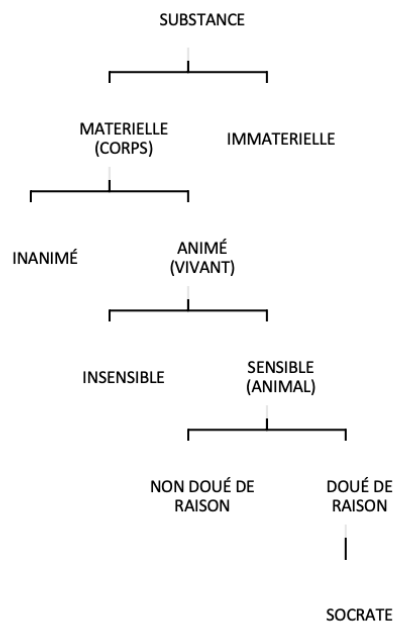 SUBSTANCE
MATERIELLE
(CORPS)
IMMATERIELLE
INANIMÉ
ANIMÉ
(VIVANT)
INSENSIBLE
SENSIBLE
(ANIMAL)
NON DOUÉ DE
RAISON
DOUÉ DE
RAISON
SOCRATE